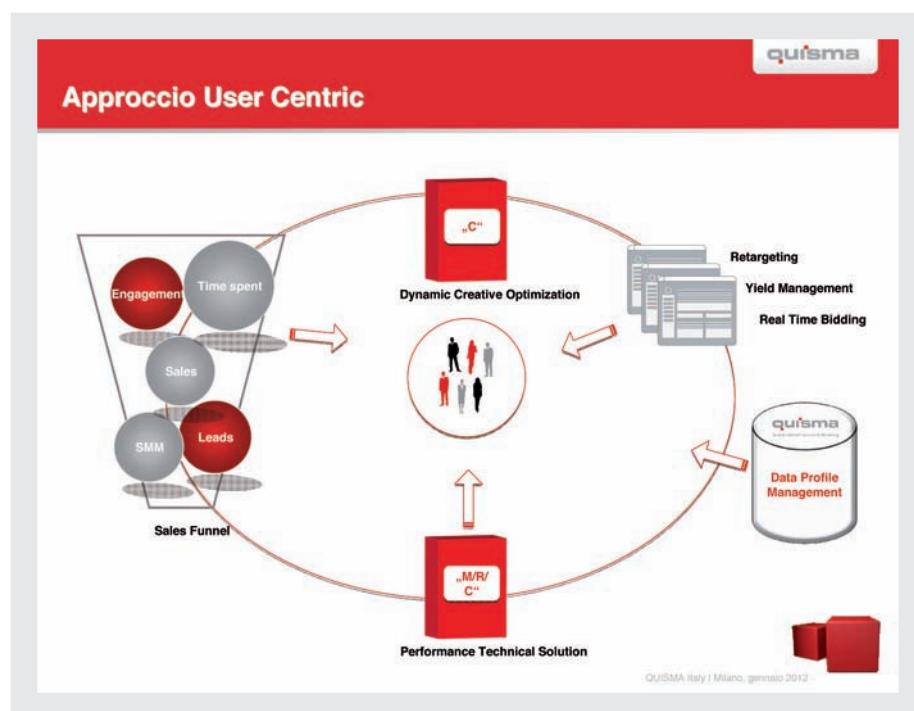 quisma
Approccio User Centric
„C“
Dynamic Creative Optimization
Retargeting
Yield Management
Real Time Bidding
Engagement
Time spent
Sales
SMM
Leads
Sales Funnel
quisma
Data Profile
Management
„M/R/
C“
Performance Technical Solution
QUISMA Italy I Milano, gennaio 2012